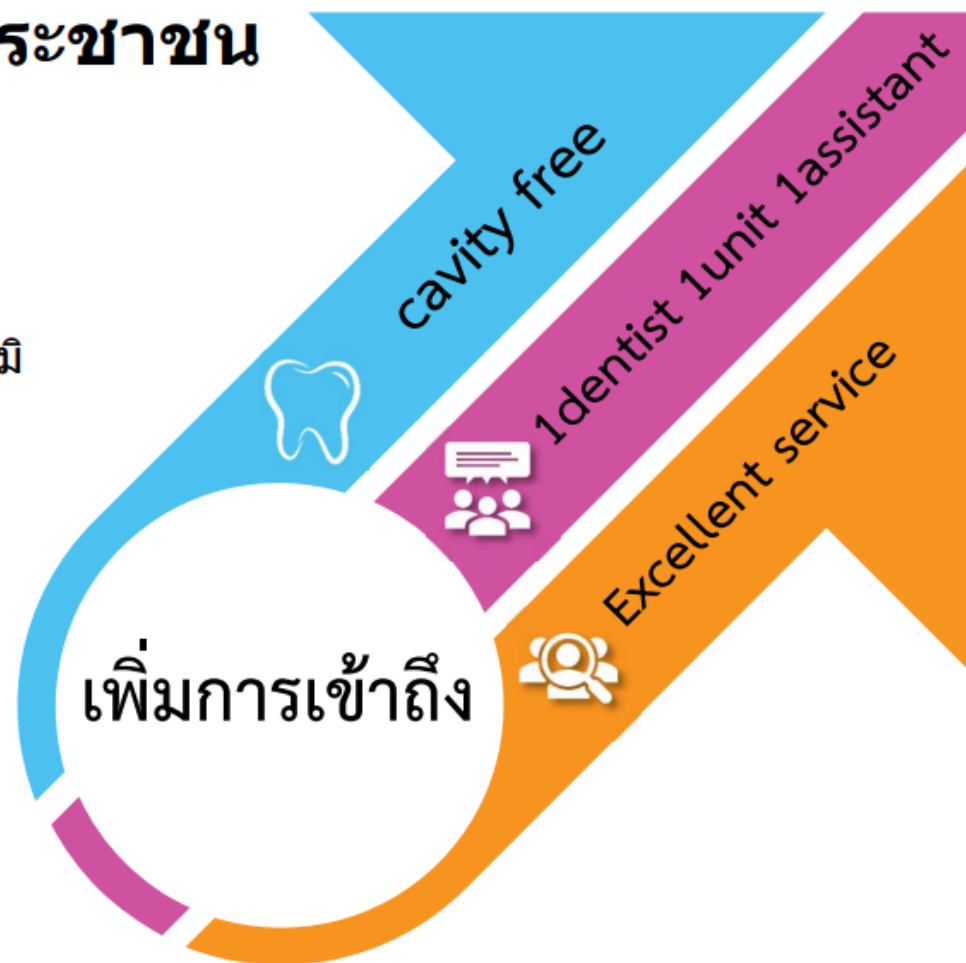 ระชาชน
cavity free
1dentist 1unit 1assistant
มิ
Excellent service
เพิ่มการเข้าถึง